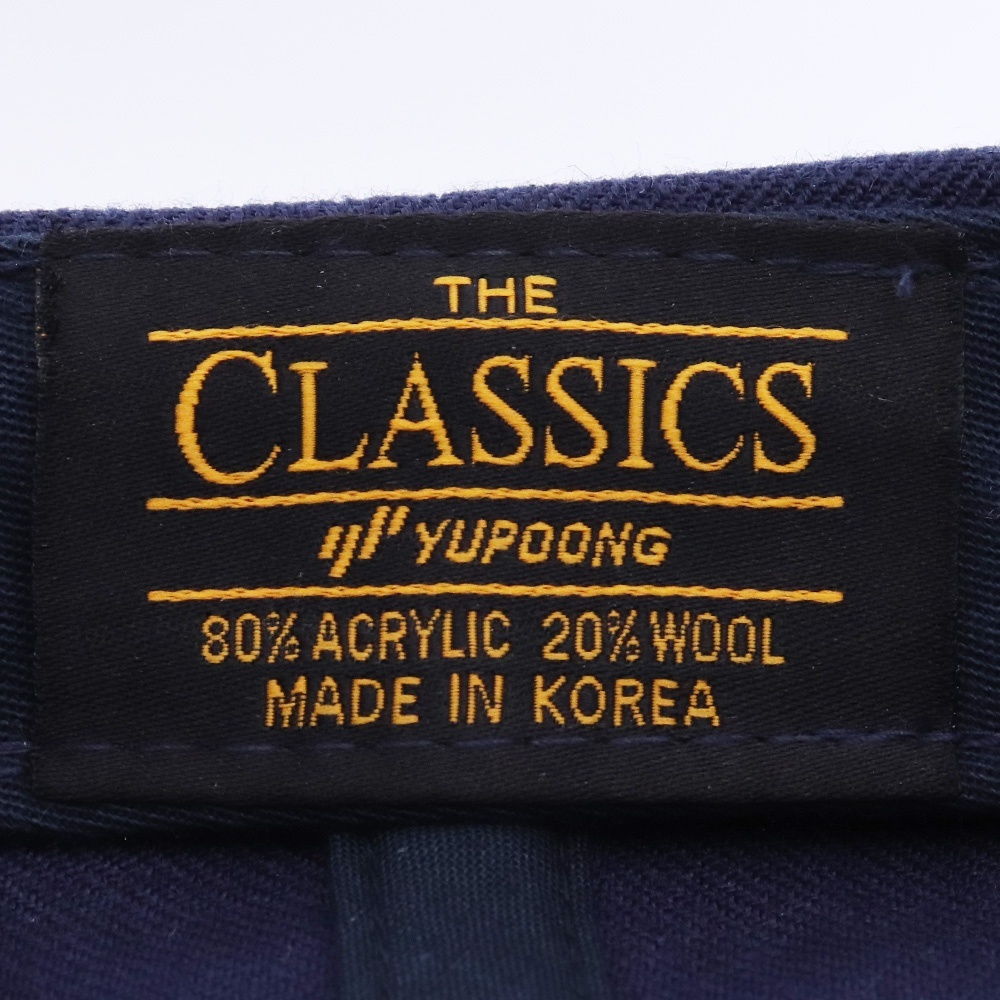 THE
CLASSICS
YUPOONG
80% ACRYLIC 20% WOOL
MADE IN KOREA